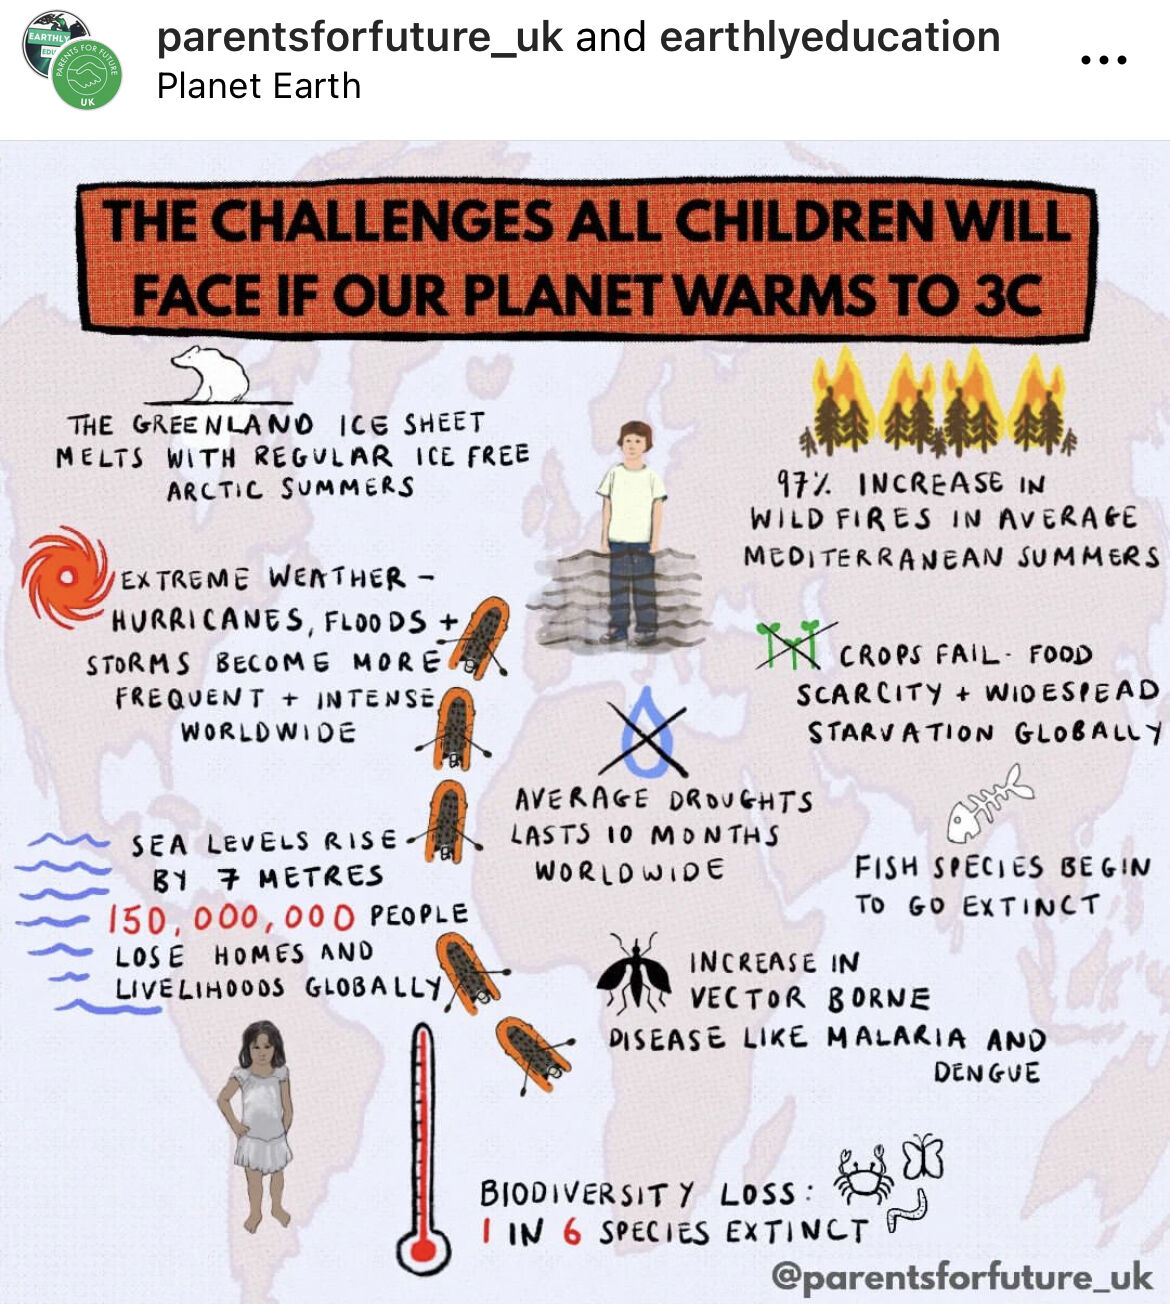 parentsforfuture_uk and earthlyeducation
Planet Earth
EARTHLY
EDU
PARENTS FOR FUTURE
UK
THE CHALLENGES ALL CHILDREN WILL
FACE IF OUR PLANET WARMS TO 3C
THE GREENLAND ICE SHEET
MELTS WITH REGULAR ICE FREE
ARCTIC SUMMERS
97% INCREASE IN
WILD FIRES IN AVERAGE
MEDITERRANEAN SUMMERS
EXTREME WEATHER -
HURRICANES, FLOODS +
STORMS BECOME MORE
FREQUENT + INTENSE
WORLDWIDE
CROPS FAIL - FOOD
SCARCITY + WIDESPEAD
STARVATION GLOBALLY
AVERAGE DROUGHTS
LASTS 10 MONTHS
WORLDWIDE
SEA LEVELS RISE
BY 7 METRES
150,000,000 PEOPLE
LOSE HOMES AND
LIVELIHOODS GLOBALLY
FISH SPECIES BEGIN
TO GO EXTINCT
INCREASE IN
VECTOR BORNE
DISEASE LIKE MALARIA AND
DENGUE
BIODIVERSITY LOSS:
1 IN 6 SPECIES EXTINCT
@parentsforfuture_uk